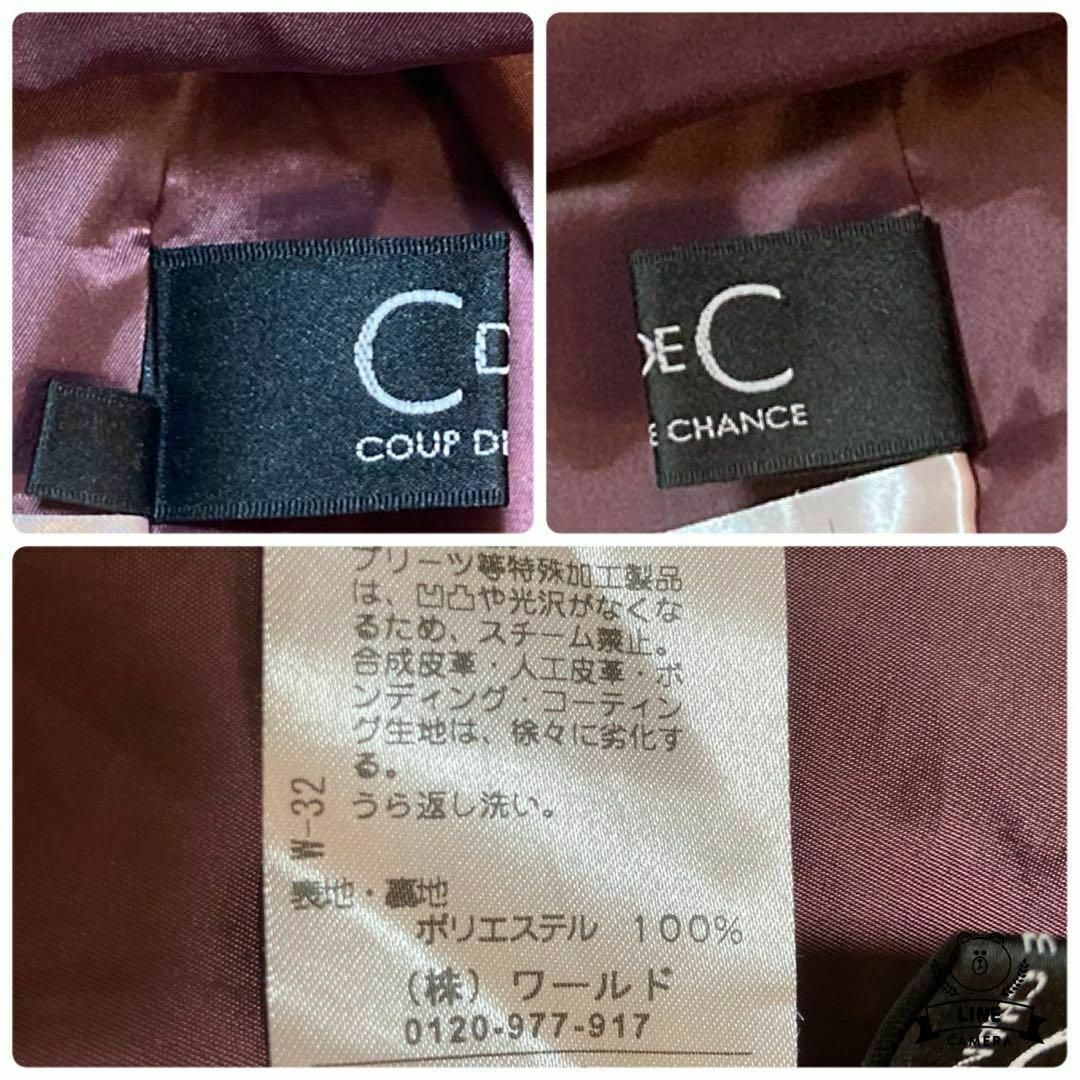 C D
COUP DE
DE C
E CHANCE
プリーツ等特殊加工製品
は、凹凸や光沢がなくな
るため、スチーム禁止。
合成皮革・人工皮革・ボ
ンディング・コーティン
グ生地は、徐々に劣化す
る。
うら返し洗い。
W-32
表地・裏地
ポリエステル 100%
(株) ワールド
0120-977-917
LINE
CAMERA